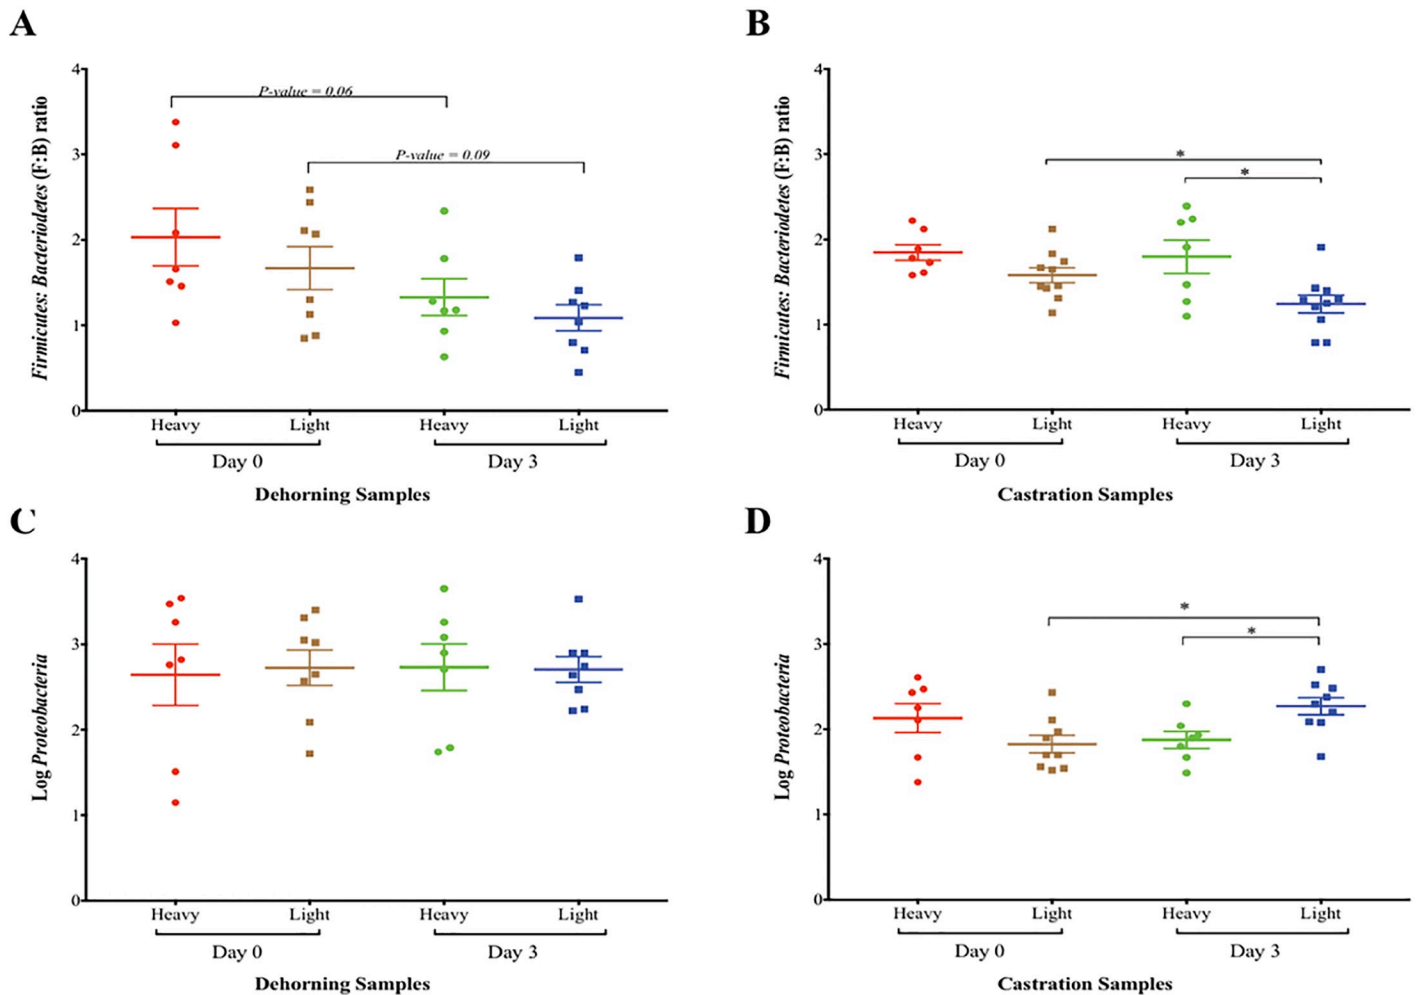 A
Firmicutes: Bacteriodetes (F:B) ratio
4
3
2
1
0
P-value = 0.06
P-value = 0.09
Heavy Light Heavy Light
Day 0 Day 3
Dehorning Samples
B
Firmicutes: Bacteriodetes (F:B) ratio
4
3
2
1
0
*
*
Heavy Light Heavy Light
Day 0 Day 3
Castration Samples
C
Log Proteobacteria
4
3
2
1
0
Heavy Light Heavy Light
Day 0 Day 3
Dehorning Samples
D
Log Proteobacteria
4
3
2
1
0
*
*
Heavy Light Heavy Light
Day 0 Day 3
Castration Samples